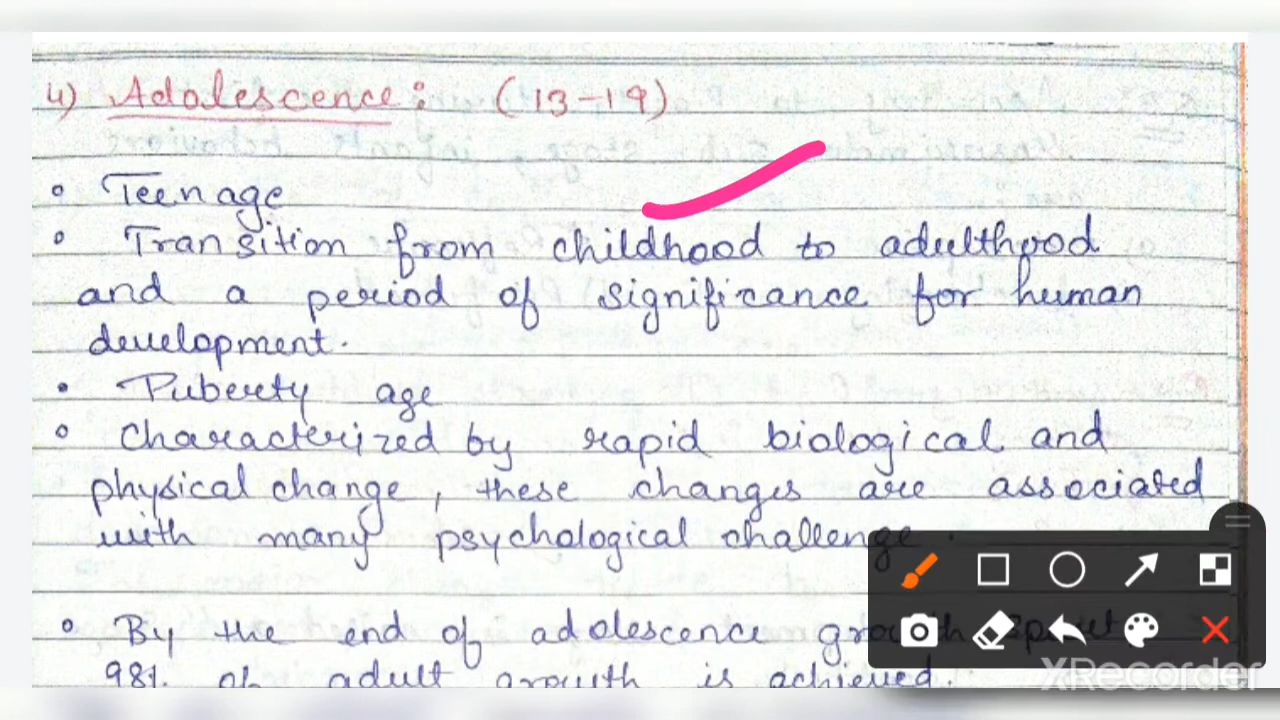 4) Adolescence: (13-19)
• Teenage
• Transition from childhood to adulthood
and a period of significance for human
development.
• Puberty age
• Characterized by rapid biological and
physical change, these changes are associated
with many psychological challenge.
• By the end of adolescence growth spurt,
98% of adult growth is achieved.
XRecorder